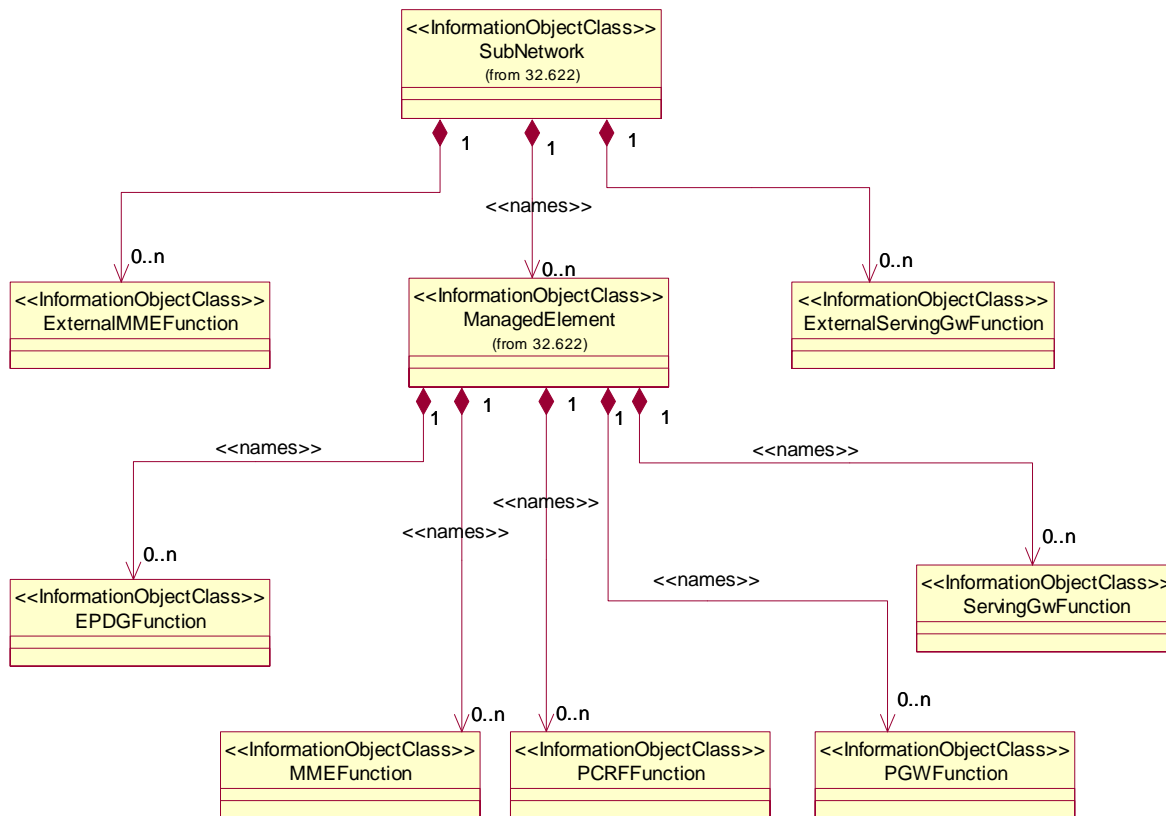 <<InformationObjectClass>>
SubNetwork
(from 32.622)
1
1
1
<<names>>
0..n
0..n
0..n
<<InformationObjectClass>>
ExternalMMEFunction
<<InformationObjectClass>>
ManagedElement
(from 32.622)
<<InformationObjectClass>>
ExternalServingGwFunction
1
1
1
1
1
<<names>>
<<names>>
<<names>>
<<names>>
<<names>>
0..n
0..n
<<InformationObjectClass>>
EPDGFunction
<<InformationObjectClass>>
ServingGwFunction
0..n
0..n
0..n
<<InformationObjectClass>>
MMEFunction
<<InformationObjectClass>>
PCRFFunction
<<InformationObjectClass>>
PGWFunction